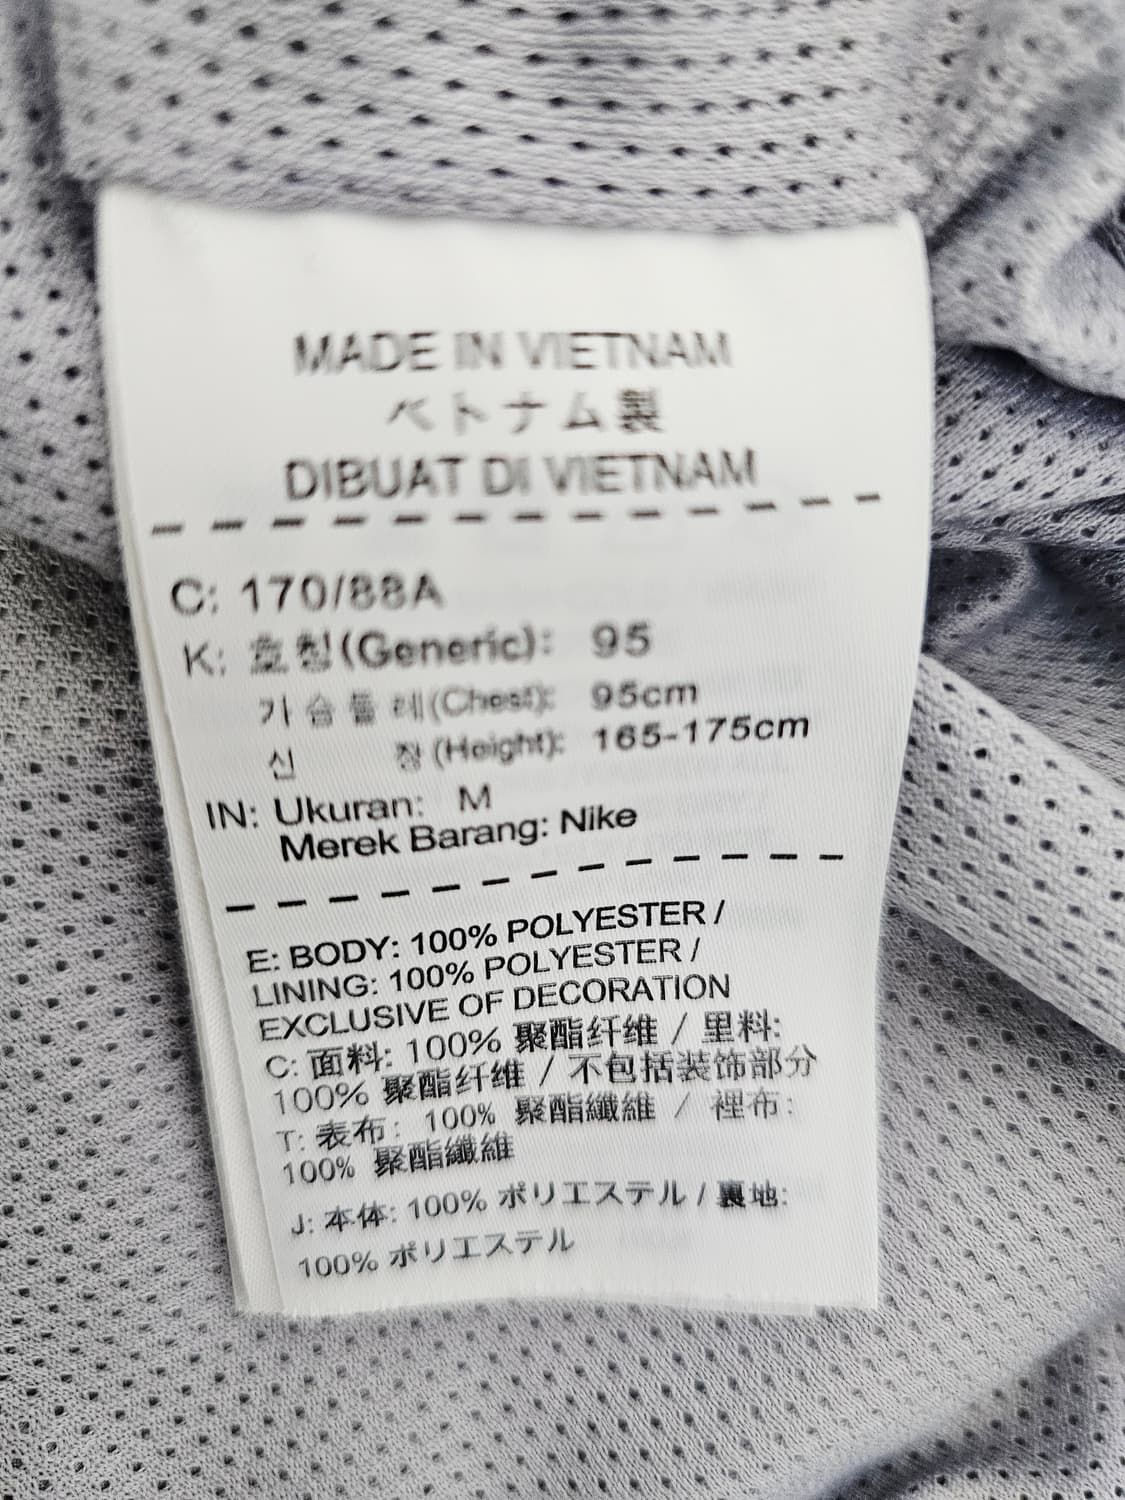 MADE IN VIETNAM
ベトナム製
DIBUAT DI VIETNAM
C: 170/88A
K: 호칭(Generic): 95
가슴둘레(Chest): 95cm
신 장(Height): 165-175cm
IN: Ukuran: M
Merek Barang: Nike
E: BODY: 100% POLYESTER /
LINING: 100% POLYESTER /
EXCLUSIVE OF DECORATION
C: 面料: 100% 聚酯纤维 / 里料:
100% 聚酯纤维 / 不包括装饰部分
T: 表布: 100% 聚酯纖維 / 裡布:
100% 聚酯纖維
J: 本体: 100% ポリエステル / 裏地:
100% ポリエステル